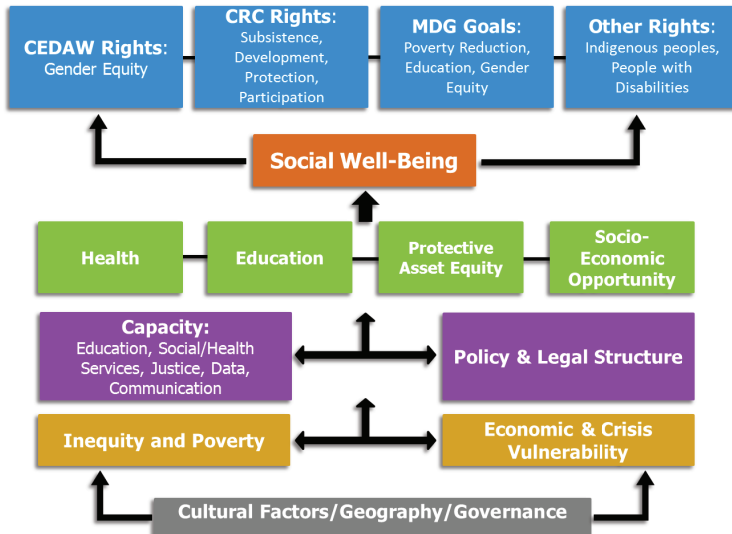 CEDAW Rights:
Gender Equity
CRC Rights:
Subsistence,
Development,
Protection,
Participation
MDG Goals:
Poverty Reduction,
Education, Gender
Equity
Other Rights:
Indigenous peoples,
People with
Disabilities
Social Well-Being
Health
Education
Protective
Asset Equity
Socio-
Economic
Opportunity
Capacity:
Education, Social/Health
Services, Justice, Data,
Communication
Policy & Legal Structure
Inequity and Poverty
Economic & Crisis
Vulnerability
Cultural Factors/Geography/Governance